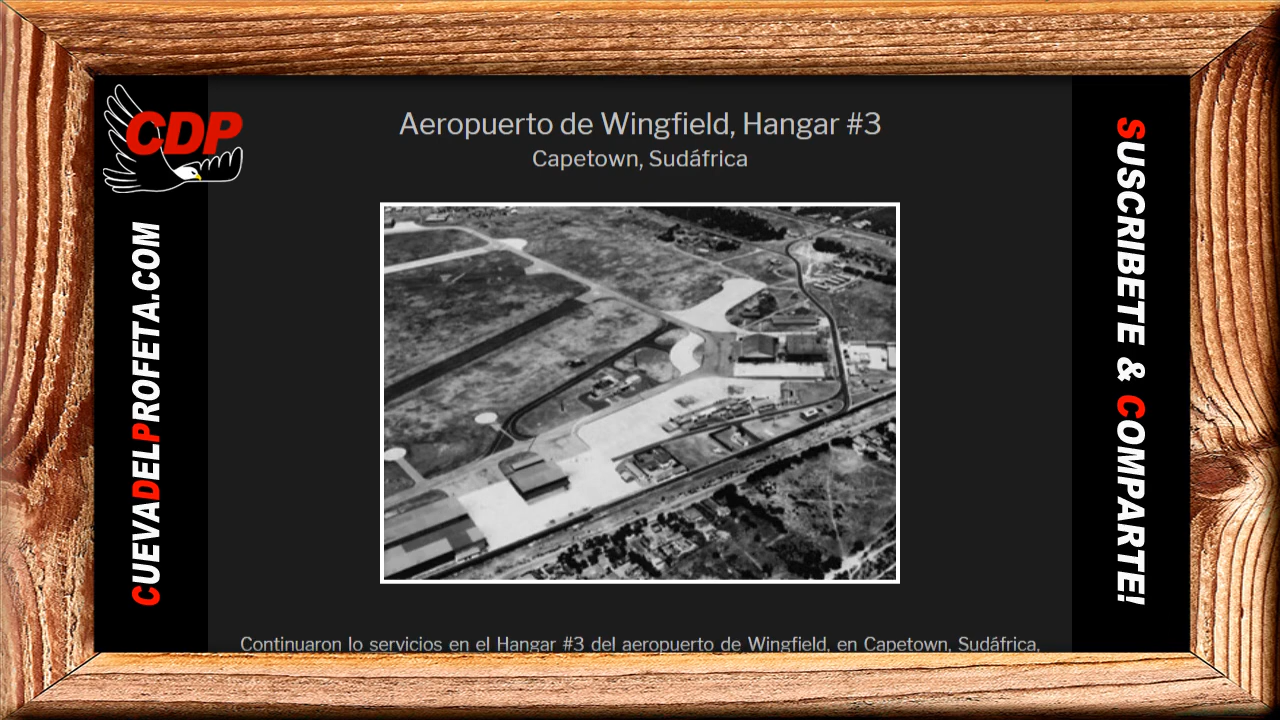 CDP
CUEVADELPROFETA.COM
Aeropuerto de Wingfield, Hangar #3
Capetown, Sudáfrica
Continuaron lo servicios en el Hangar #3 del aeropuerto de Wingfield, en Capetown, Sudáfrica,
SUSCRIBETE & COMPARTE!